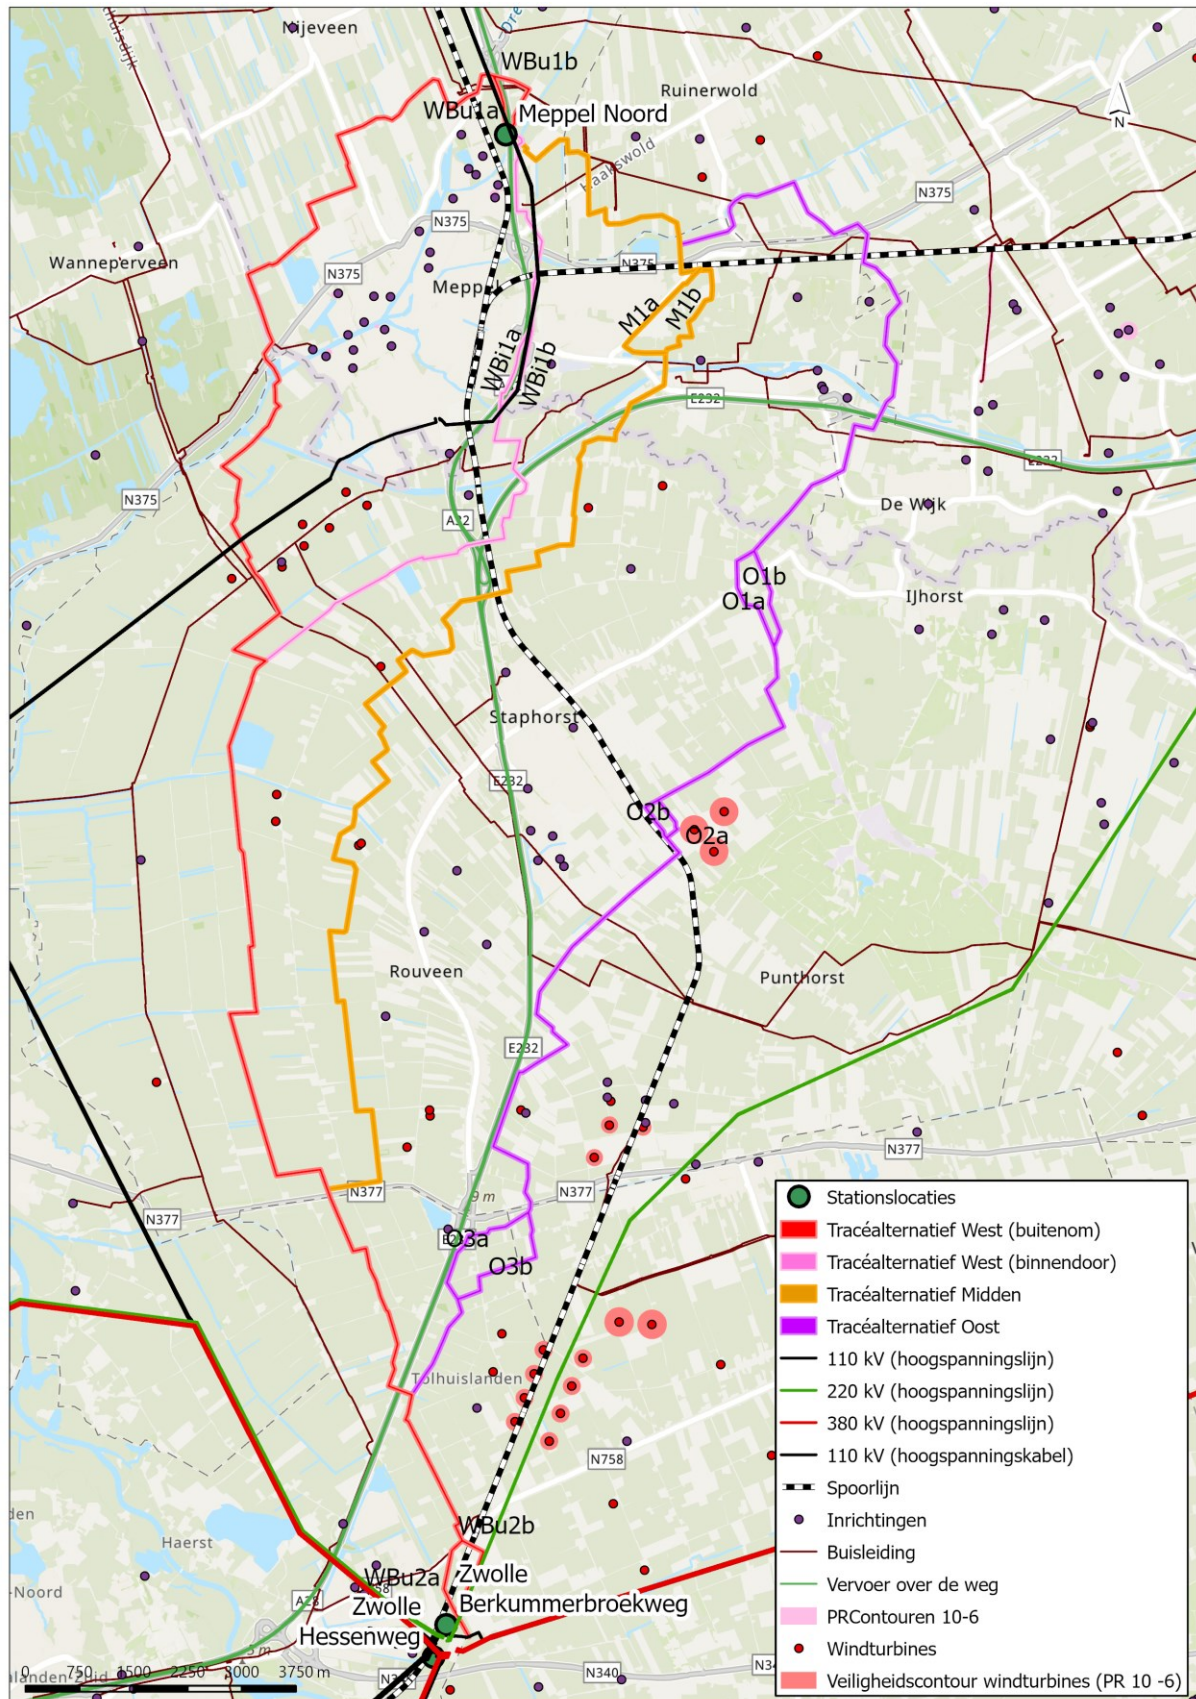 Nijeveen
WBu1b
Ruinerwold
WBu1a
Meppel Noord
N
Haakswold
N375
N375
Wanneperveen
N375
N375
Meppel
M1a
M1b
WBi1a
WBi1b
E232
E232
N375
A32
De Wijk
O1b
O1a
IJhorst
Staphorst
E232
O2b
O2a
Rouveen
Punthorst
E232
N377
N377
N377
N377
9 m
O3a
O3b
Tolhuislanden
N758
WBu2b
Haerst
WBu2a
Zwolle
Berkummerbroekweg
Zwolle
Hessenweg
A28
N340
0 750 1500 2250 3000 3750 m
Stationslocaties
Tracéalternatief West (buitenom)
Tracéalternatief West (binnendoor)
Tracéalternatief Midden
Tracéalternatief Oost
110 kV (hoogspanningslijn)
220 kV (hoogspanningslijn)
380 kV (hoogspanningslijn)
110 kV (hoogspanningskabel)
Spoorlijn
Inrichtingen
Buisleiding
Vervoer over de weg
PRContouren 10-6
Windturbines
Veiligheidscontour windturbines (PR 10 -6)